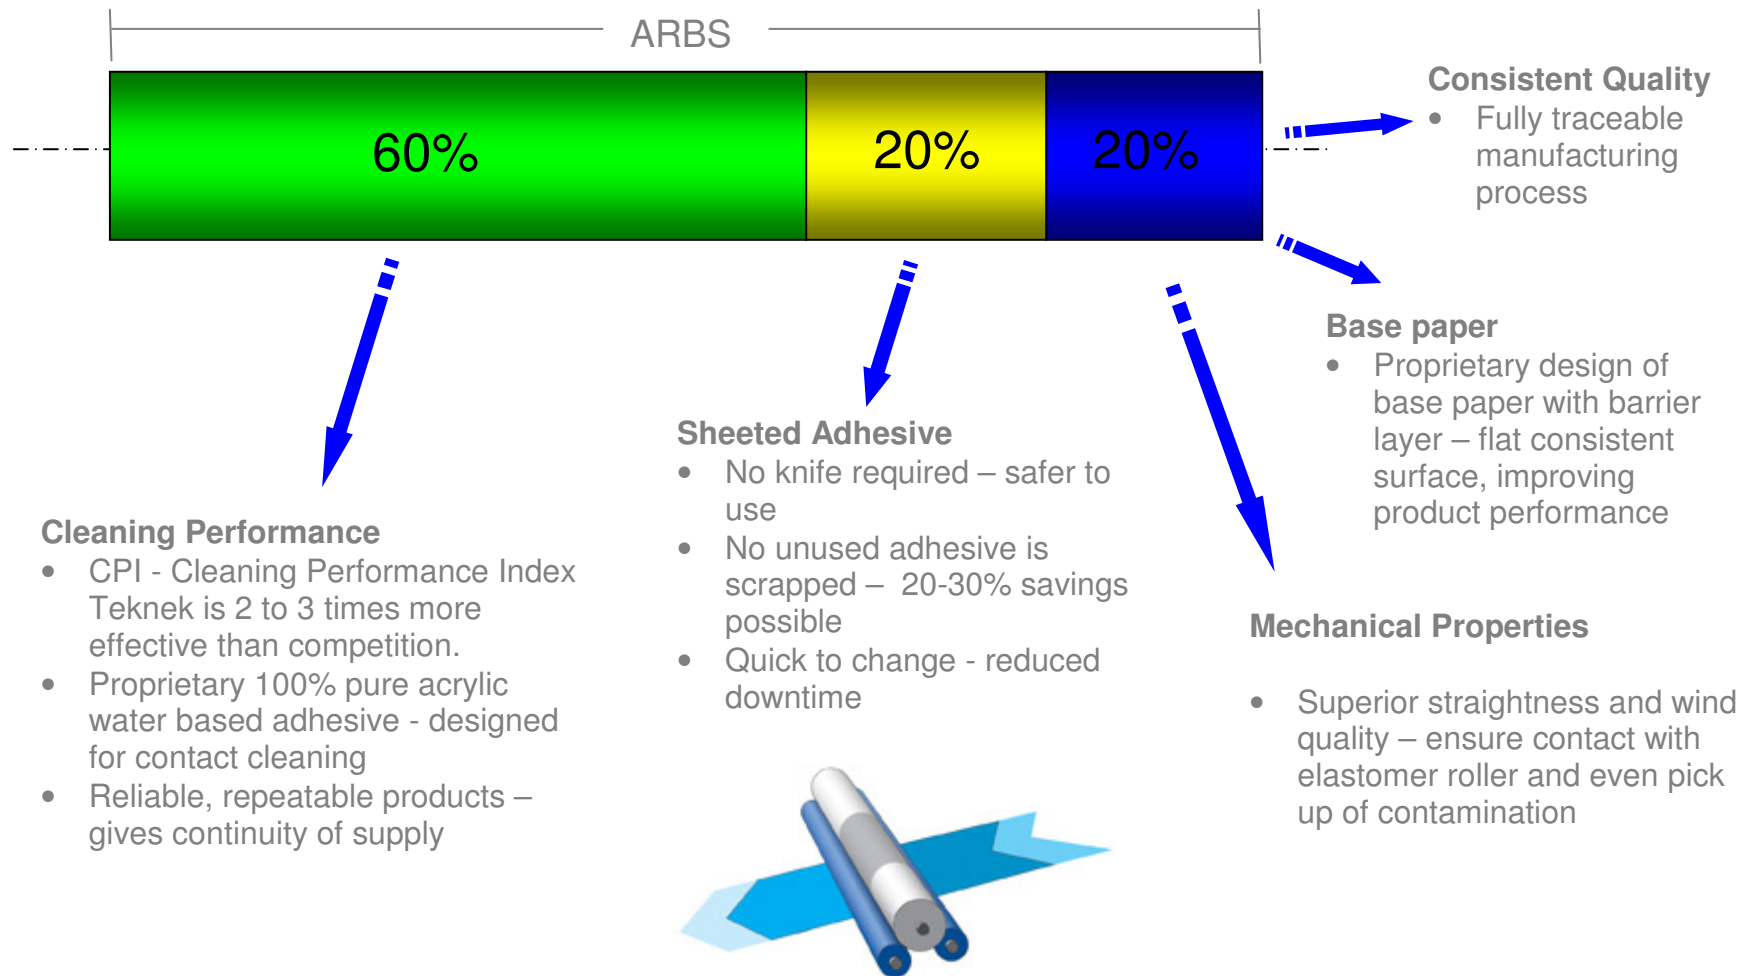 ARBS
60%
20%
20%
Consistent Quality
• Fully traceable
manufacturing
process
Base paper
• Proprietary design of
base paper with barrier
layer – flat consistent
surface, improving
product performance
Sheeted Adhesive
• No knife required – safer to
use
• No unused adhesive is
scrapped – 20-30% savings
possible
• Quick to change - reduced
downtime
Cleaning Performance
• CPI - Cleaning Performance Index
Teknek is 2 to 3 times more
effective than competition.
• Proprietary 100% pure acrylic
water based adhesive - designed
for contact cleaning
• Reliable, repeatable products –
gives continuity of supply
Mechanical Properties
• Superior straightness and wind
quality – ensure contact with
elastomer roller and even pick
up of contamination